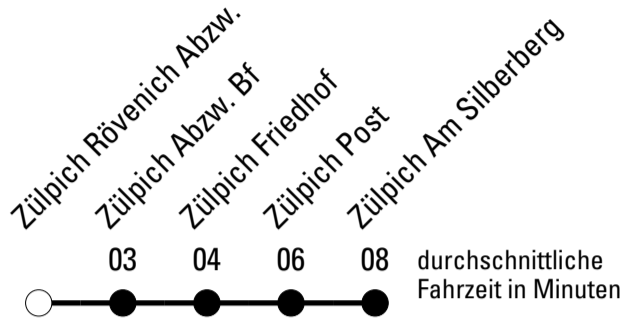 Zülpich Rövenich Abzw.
Zülpich Abzw. Bf
Zülpich Friedhof
Zülpich Post
Zülpich Am Silberberg
03 04 06 08 durchschnittliche
Fahrzeit in Minuten